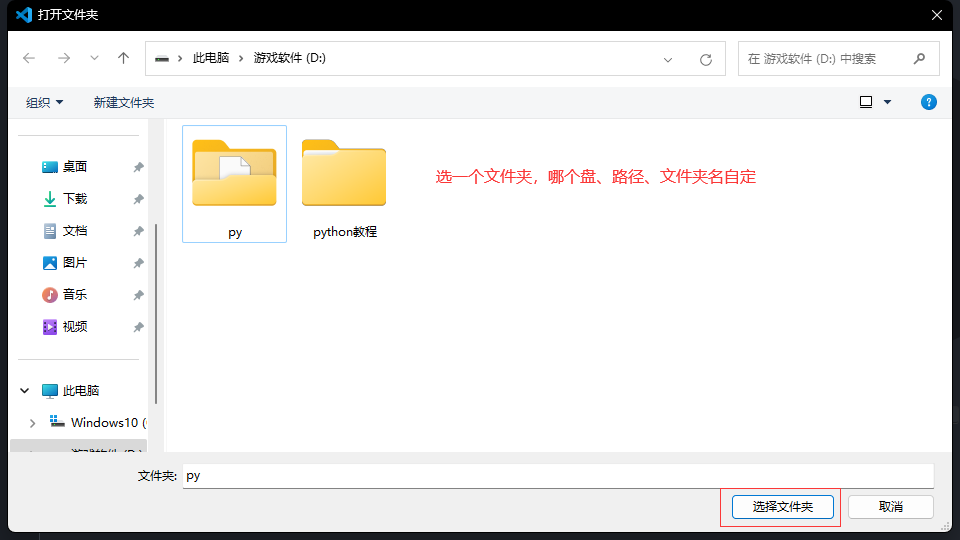 打开文件夹
此电脑 › 游戏软件 (D:)
在 游戏软件 (D:) 中搜索
组织
新建文件夹
桌面
下载
文档
图片
音乐
视频
此电脑
Windows10 (
游戏软件 (D:)
py
python教程
选一个文件夹，哪个盘、路径、文件夹名自定
文件夹: py
选择文件夹
取消